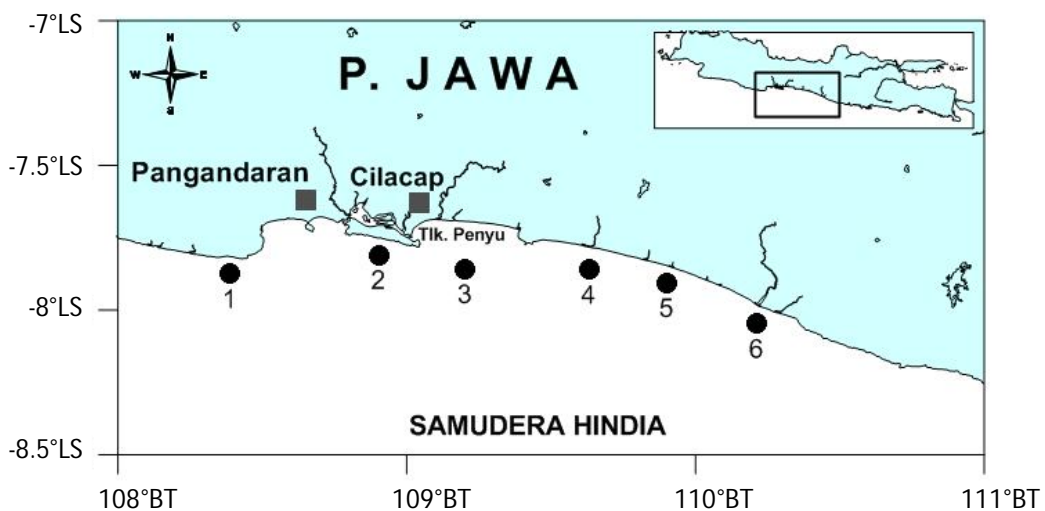 -7°LS
N
W E
S
P. JAWA
-7.5°LS
Pangandaran
Cilacap
Tlk. Penyu
1
2
3
4
5
6
-8°LS
SAMUDERA HINDIA
-8.5°LS
108°BT
109°BT
110°BT
111°BT